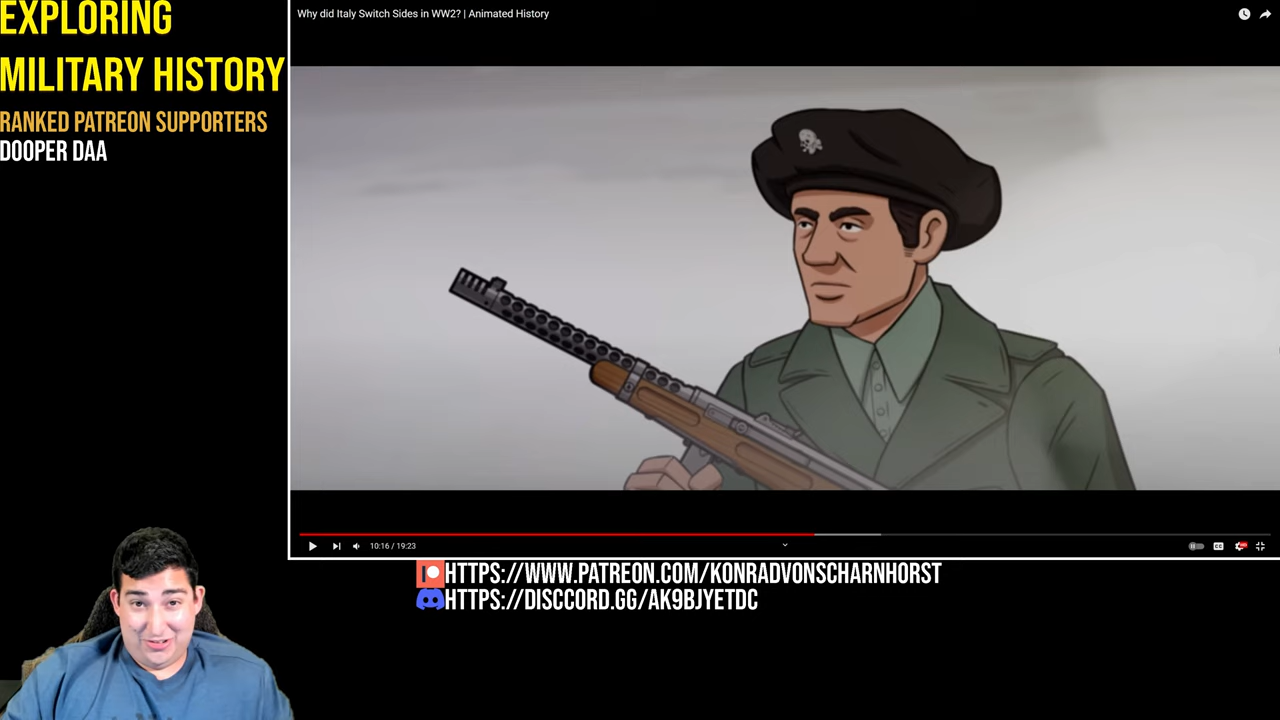 EXPLORING
MILITARY HISTORY
RANKED PATREON SUPPORTERS
DOOPER DAA
Why did Italy Switch Sides in WW2? | Animated History
10:16 / 19:23
HTTPS://WWW.PATREON.COM/KONRADVONSCHARNHORST
HTTPS://DISCCORD.GG/AK9BJYETDC